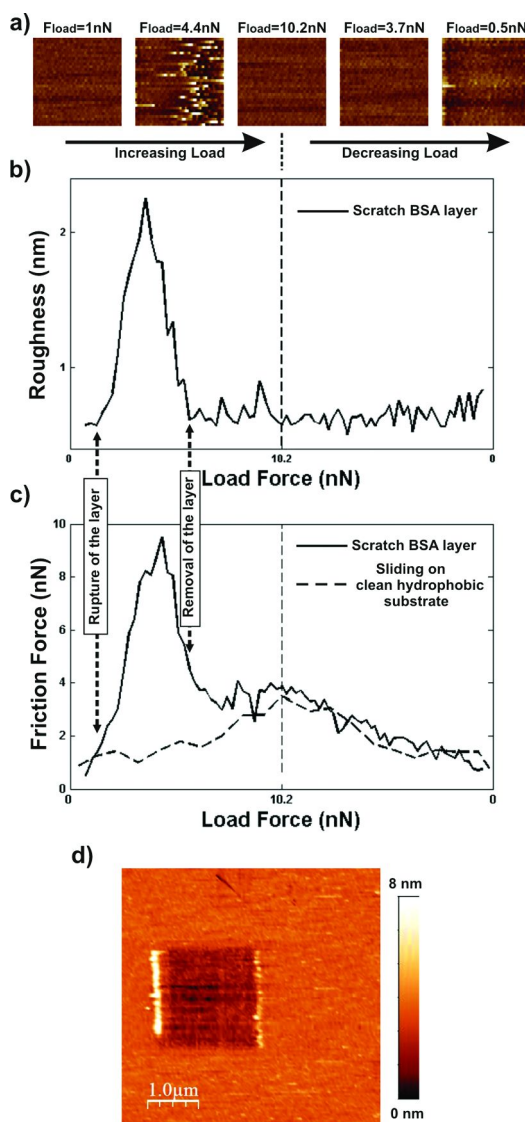 a)
Fload=1nN Fload=4.4nN Fload=10.2nN Fload=3.7nN Fload=0.5nN
Increasing Load
Decreasing Load
b)
Scratch BSA layer
Roughness (nm)
2
1
0
10.2
0
Load Force (nN)
Rupture of the layer
Removal of the layer
c)
Scratch BSA layer
Sliding on
clean hydrophobic
substrate
Friction Force (nN)
10
8
6
4
2
0
0
10.2
0
Load Force (nN)
d)
8 nm
0 nm
1.0µm